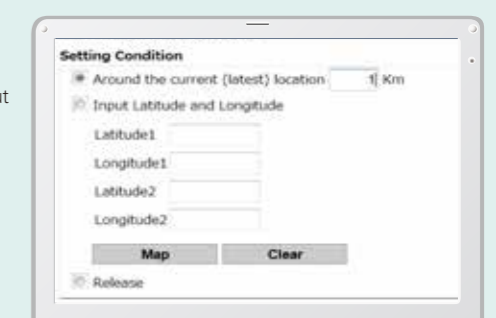 Setting Condition
Around the current (latest) location 1 Km
Input Latitude and Longitude
Latitude1
Longitude1
Latitude2
Longitude2
Map Clear
Release